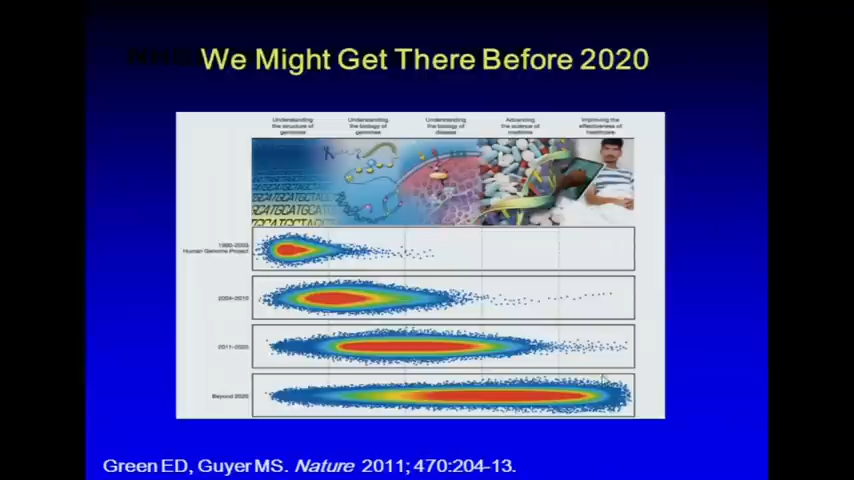 We Might Get There Before 2020
Understanding
the structure of
genomes
Understanding
the biology of
genomes
Understanding
the biology of
disease
Advancing
the science of
medicine
Improving the
effectiveness of
healthcare
1990–2003
Human Genome Project
2004–2010
2011–2020
Beyond 2020
Green ED, Guyer MS. Nature 2011; 470:204-13.